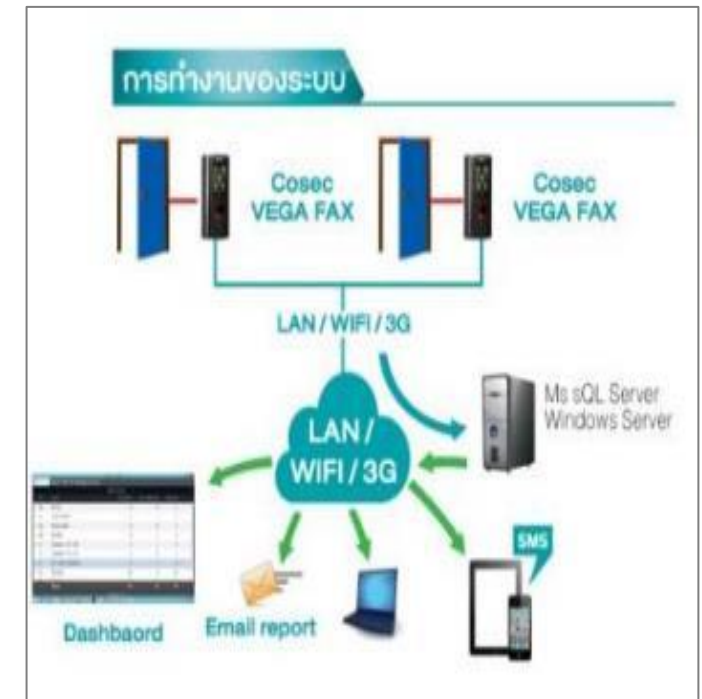 การทำงานของระบบ
Cosec
VEGA FAX
Cosec
VEGA FAX
LAN / WIFI / 3G
Ms sQL Server
Windows Server
LAN /
WIFI / 3G
SMS
Dashbaord
Email report